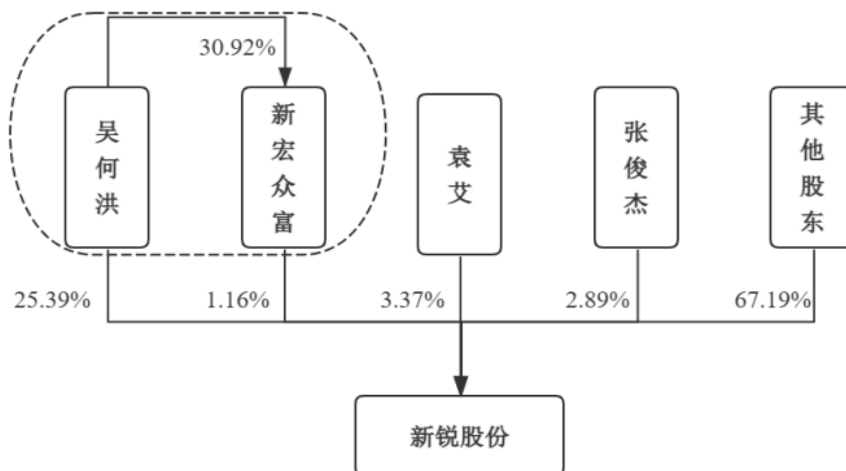 30.92%
吴何洪
新宏众富
袁艾
张俊杰
其他股东
25.39%
1.16%
3.37%
2.89%
67.19%
新锐股份